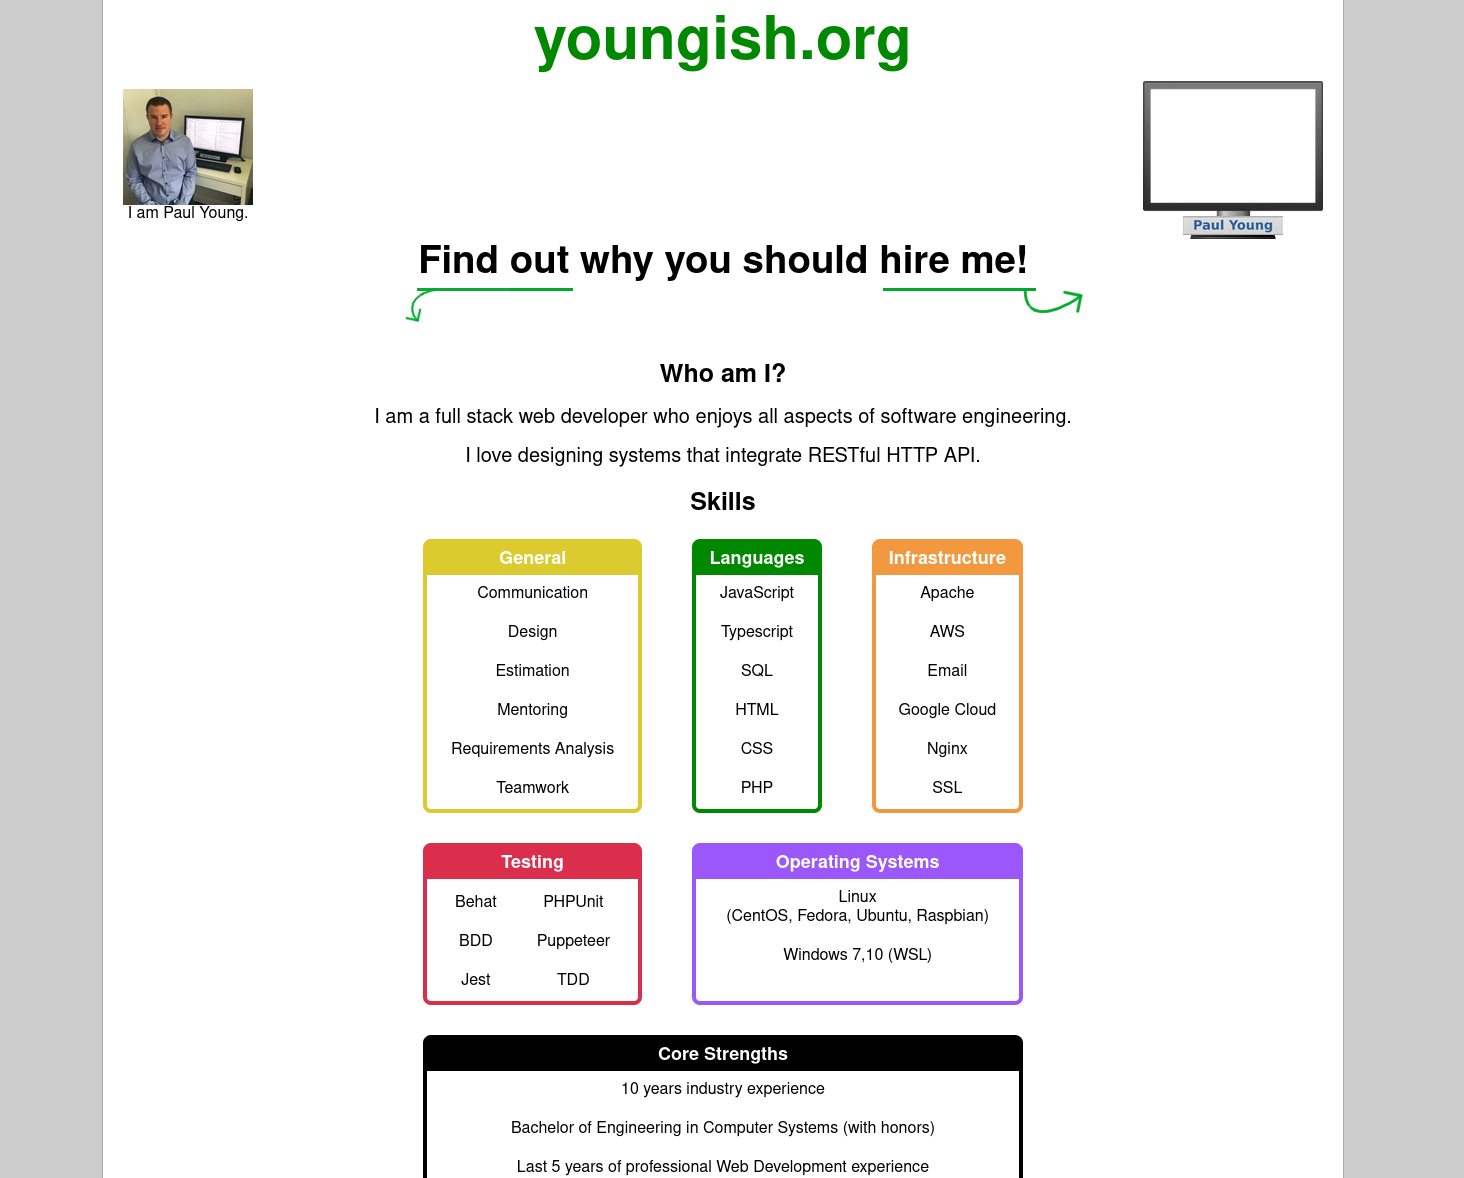 youngish.org
I am Paul Young.
Paul Young
Find out why you should hire me!
Who am I?
I am a full stack web developer who enjoys all aspects of software engineering.
I love designing systems that integrate RESTful HTTP API.
Skills
General
Communication
Design
Estimation
Mentoring
Requirements Analysis
Teamwork
Languages
JavaScript
Typescript
SQL
HTML
CSS
PHP
Infrastructure
Apache
AWS
Email
Google Cloud
Nginx
SSL
Testing
Behat PHPUnit
BDD Puppeteer
Jest TDD
Operating Systems
Linux
(CentOS, Fedora, Ubuntu, Raspbian)
Windows 7,10 (WSL)
Core Strengths
10 years industry experience
Bachelor of Engineering in Computer Systems (with honors)
Last 5 years of professional Web Development experience